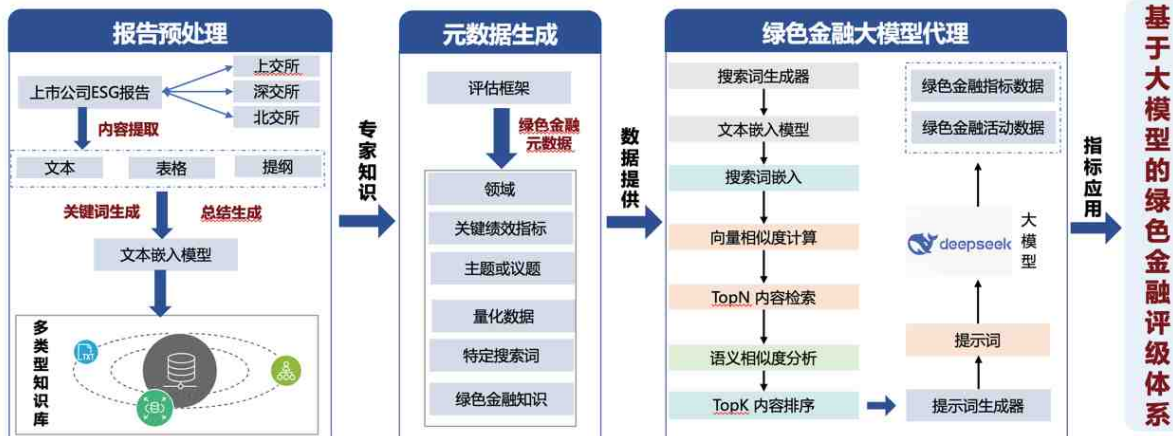 报告预处理
上市公司ESG报告
上交所
深交所
北交所
内容提取
文本
表格
提纲
关键词生成
总结生成
文本嵌入模型
多类型知识库
TXT
专家知识
元数据生成
评估框架
绿色金融
元数据
领域
关键绩效指标
主题或议题
量化数据
特定搜索词
绿色金融知识
数据提供
绿色金融大模型代理
搜索词生成器
文本嵌入模型
搜索词嵌入
向量相似度计算
TopN 内容检索
语义相似度分析
TopK 内容排序
提示词生成器
提示词
deepseek
大模型
绿色金融指标数据
绿色金融活动数据
指标应用
基于大模型的绿色金融评级体系